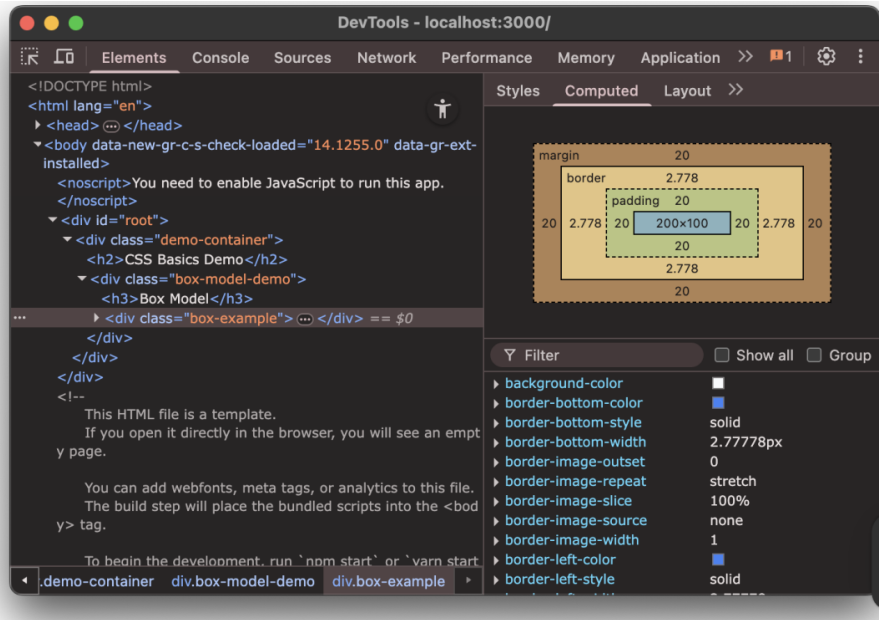 DevTools - localhost:3000/
Elements Console Sources Network Performance Memory Application >> 1
<!DOCTYPE html>
<html lang="en">
<head> ... </head>
<body data-new-gr-c-s-check-loaded="14.1255.0" data-gr-ext-
installed>
<noscript>You need to enable JavaScript to run this app.
</noscript>
<div id="root">
<div class="demo-container">
<h2>CSS Basics Demo</h2>
<div class="box-model-demo">
<h3>Box Model</h3>
... <div class="box-example"> ... </div> == $0
</div>
</div>
</div>
<!--
This HTML file is a template.
If you open it directly in the browser, you will see an empt
y page.
You can add webfonts, meta tags, or analytics to this file.
The build step will place the bundled scripts into the <bod
y> tag.
To begin the development, run `npm start` or `yarn start
.demo-container div.box-model-demo div.box-example
Styles Computed Layout >>
margin 20
border 2.778
padding 20
20 2.778 20 200×100 20 2.778 20
20
2.778
20
Filter Show all Group
background-color
border-bottom-color
border-bottom-style solid
border-bottom-width 2.77778px
border-image-outset 0
border-image-repeat stretch
border-image-slice 100%
border-image-source none
border-image-width 1
border-left-color
border-left-style solid